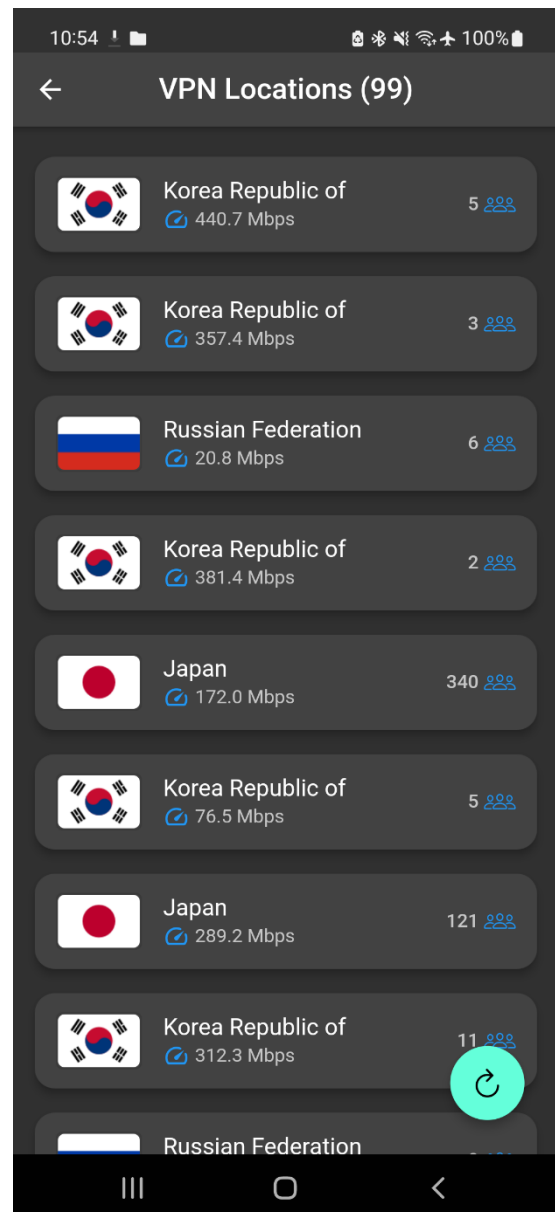 10:54 100%
VPN Locations (99)
Korea Republic of
440.7 Mbps
5
Korea Republic of
357.4 Mbps
3
Russian Federation
20.8 Mbps
6
Korea Republic of
381.4 Mbps
2
Japan
172.0 Mbps
340
Korea Republic of
76.5 Mbps
5
Japan
289.2 Mbps
121
Korea Republic of
312.3 Mbps
11
Russian Federation